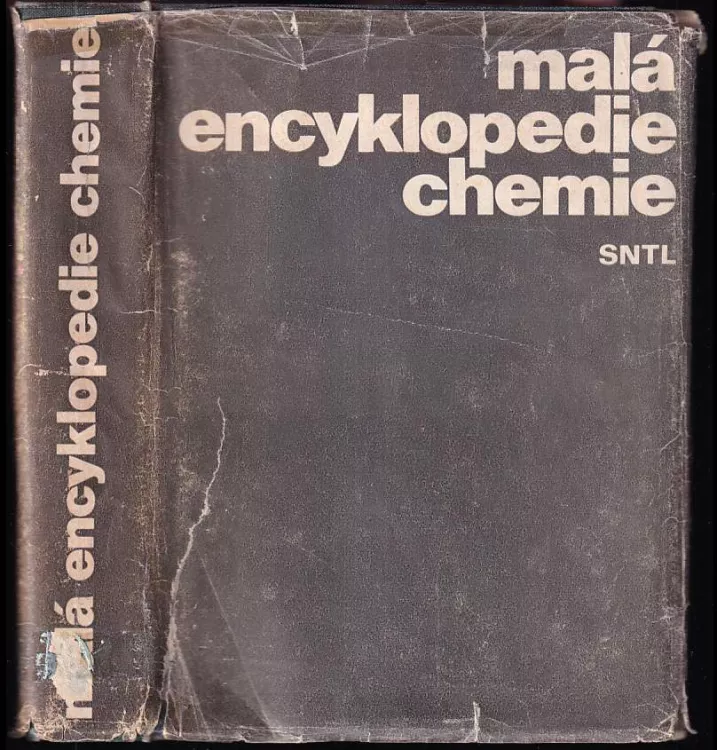 malá
encyklopedie
chemie
SNTL
malá encyklopedie chemie